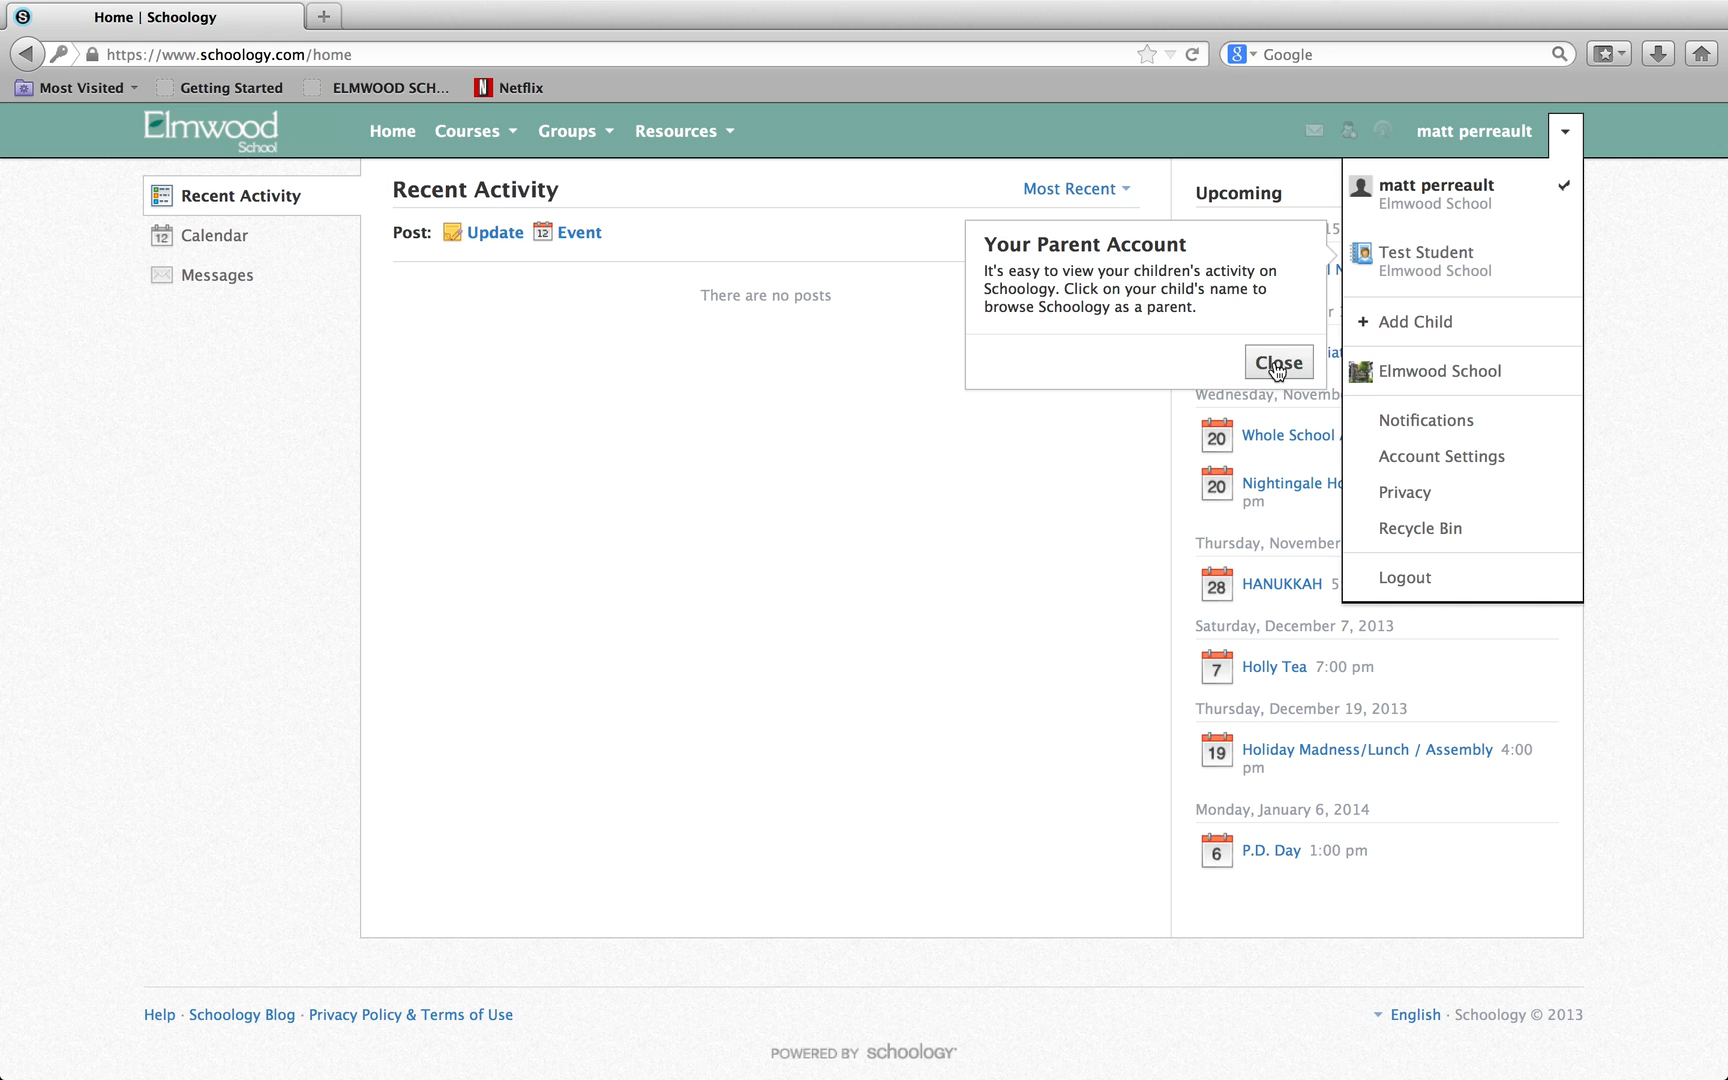 Home | Schoology
https://www.schoology.com/home
Google
Most Visited
Getting Started
ELMWOOD SCH...
Netflix
Elmwood
School
Home
Courses
Groups
Resources
matt perreault
Recent Activity
Calendar
12
Messages
Recent Activity
Most Recent
Post:
Update
12
Event
There are no posts
Your Parent Account
It's easy to view your children's activity on
Schoology. Click on your child's name to
browse Schoology as a parent.
Close
matt perreault
Elmwood School
Test Student
Elmwood School
+ Add Child
Elmwood School
Notifications
Account Settings
Privacy
Recycle Bin
Logout
Upcoming
Wednesday, Novemb
20
Whole School
20
Nightingale
pm
Thursday, November
28
HANUKKAH 5
Saturday, December 7, 2013
7
Holly Tea 7:00 pm
Thursday, December 19, 2013
19
Holiday Madness/Lunch / Assembly 4:00
pm
Monday, January 6, 2014
6
P.D. Day 1:00 pm
Help · Schoology Blog · Privacy Policy & Terms of Use
English · Schoology © 2013
POWERED BY schoology